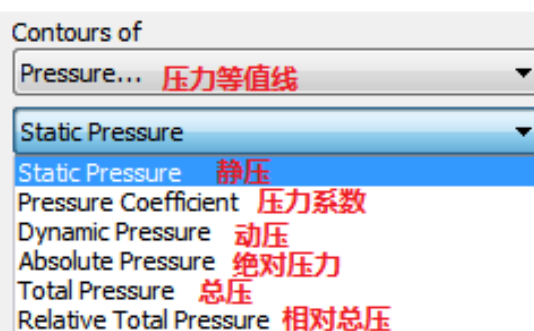 Contours of
Pressure... 压力等值线
Static Pressure
Static Pressure 静压
Pressure Coefficient 压力系数
Dynamic Pressure 动压
Absolute Pressure 绝对压力
Total Pressure 总压
Relative Total Pressure 相对总压